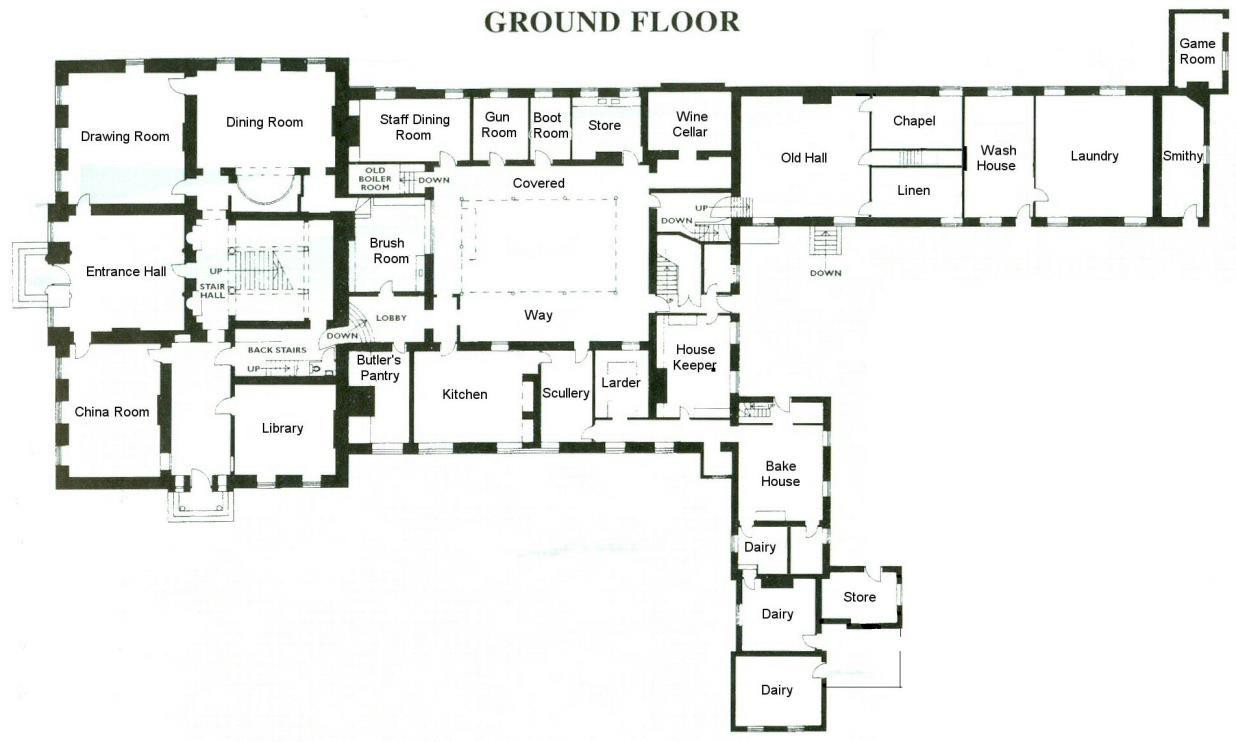 GROUND FLOOR
Game
Room
Drawing Room
Dining Room
Staff Dining
Room
Gun
Room
Boot
Room
Store
Wine
Cellar
Old Hall
Chapel
Linen
Wash
House
Laundry
Smithy
OLD
BOILER
ROOM
DOWN
Covered
Way
UP
DOWN
DOWN
Entrance Hall
UP
STAIR
HALL
Brush
Room
LOBBY
DOWN
BACK STAIRS
UP
Butler's
Pantry
Kitchen
Scullery
Larder
House
Keeper
China Room
Library
Bake
House
Dairy
Dairy
Store
Dairy